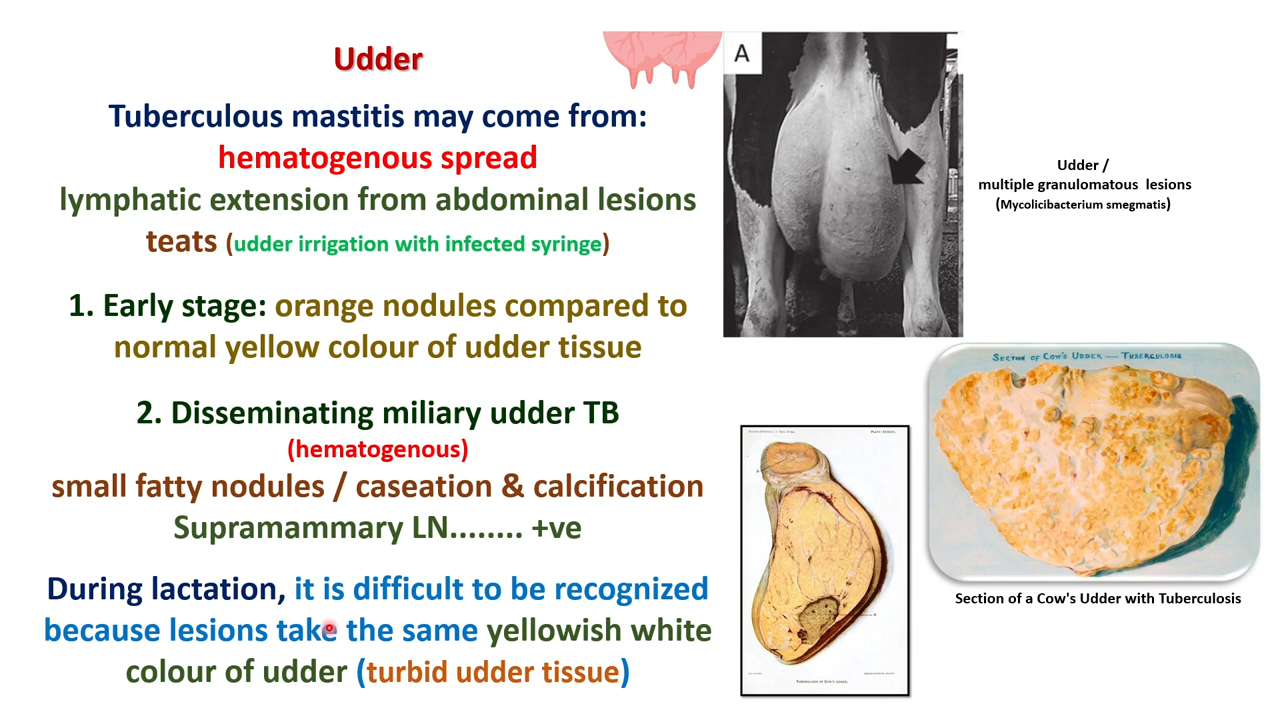 Udder
Tuberculous mastitis may come from:
hematogenous spread
lymphatic extension from abdominal lesions
teats (udder irrigation with infected syringe)
1. Early stage: orange nodules compared to
normal yellow colour of udder tissue
2. Disseminating miliary udder TB
(hematogenous)
small fatty nodules / caseation & calcification
Supramammary LN........ +ve
During lactation, it is difficult to be recognized
because lesions take the same yellowish white
colour of udder (turbid udder tissue)
A
Udder /
multiple granulomatous lesions
(Mycolicibacterium smegmatis)
SECTION OF COW'S UDDER — TUBERCULOSIS
Section of a Cow's Udder with Tuberculosis
TUBERCULOSIS OF COW'S UDDER.